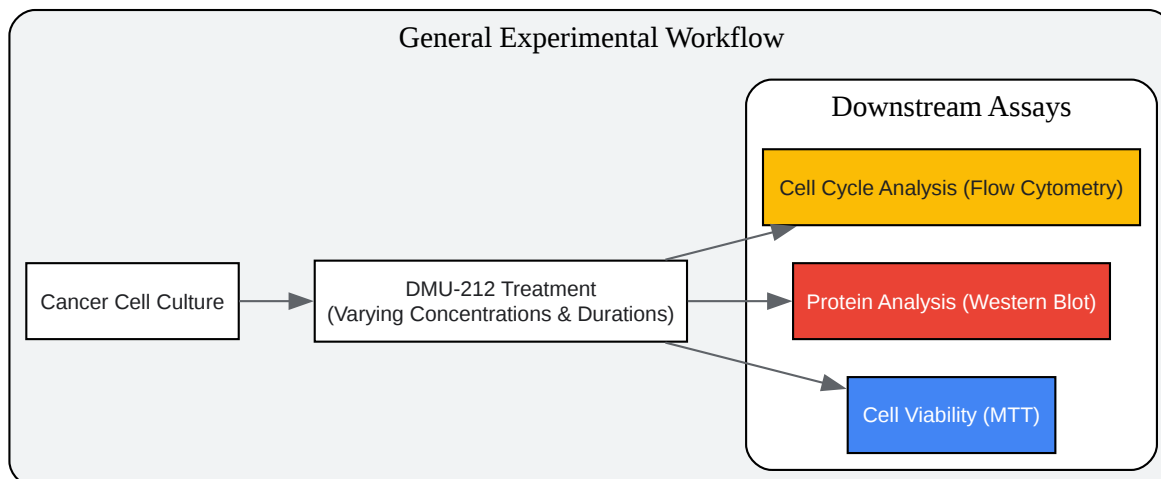 General Experimental Workflow
Downstream Assays
Cell Cycle Analysis (Flow Cytometry)
Cancer Cell Culture
DMU-212 Treatment
(Varying Concentrations & Durations)
Protein Analysis (Western Blot)
Cell Viability (MTT)